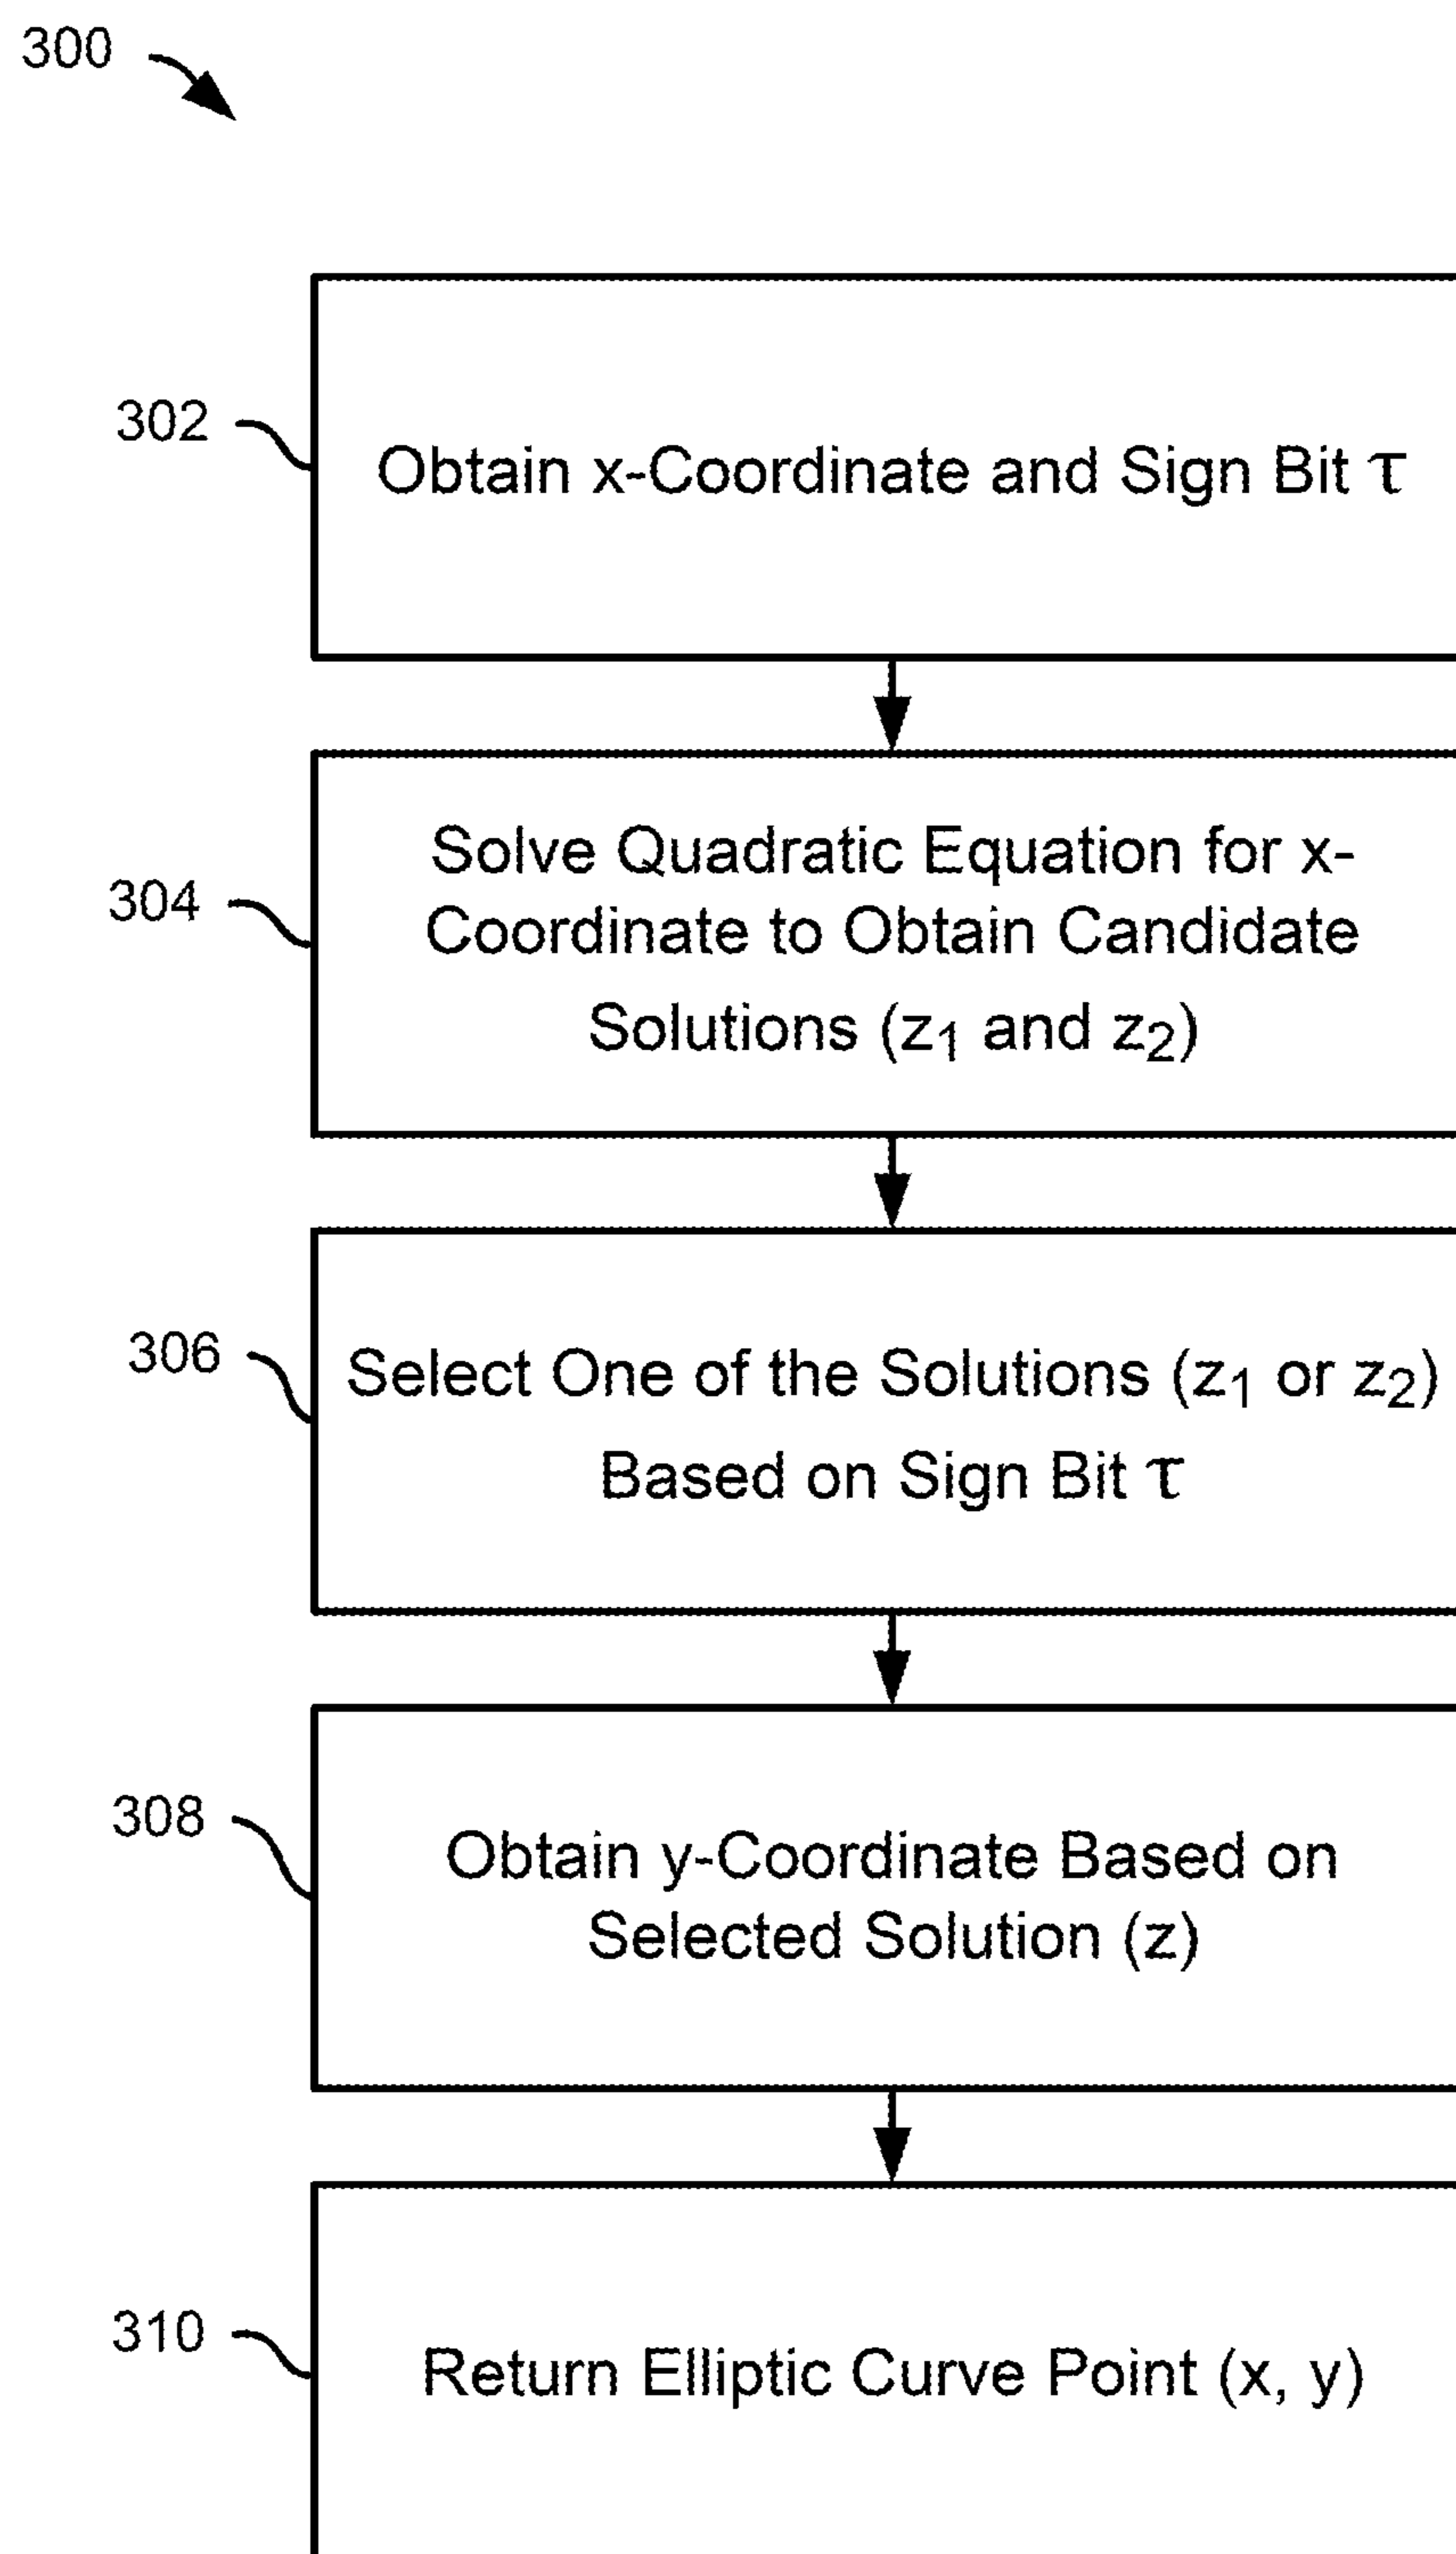 300
302
Obtain x-Coordinate and Sign Bit τ
304
Solve Quadratic Equation for x-
Coordinate to Obtain Candidate
Solutions (z₁ and z₂)
306
Select One of the Solutions (z₁ or z₂)
Based on Sign Bit τ
308
Obtain y-Coordinate Based on
Selected Solution (z)
310
Return Elliptic Curve Point (x, y)